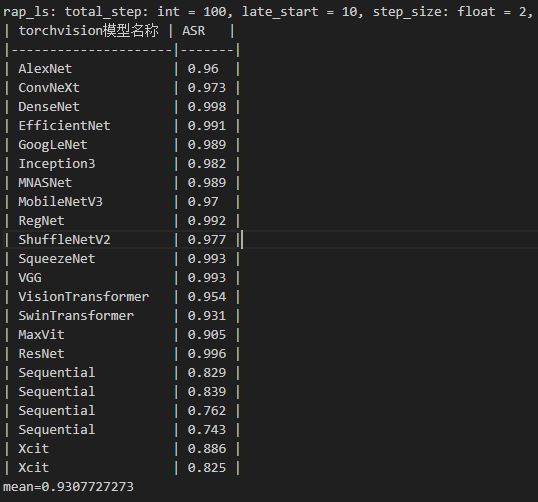 rap_ls: total_step: int = 100, late_start = 10, step_size: float = 2,
| torchvision模型名称 | ASR   |
|--------------------|-------|
| AlexNet            | 0.96  |
| ConvNeXt           | 0.973 |
| DenseNet           | 0.998 |
| EfficientNet       | 0.991 |
| GoogLeNet          | 0.989 |
| Inception3         | 0.982 |
| MNASNet            | 0.989 |
| MobileNetV3        | 0.97  |
| RegNet             | 0.992 |
| ShuffleNetV2       | 0.977 |
| SqueezeNet         | 0.993 |
| VGG                | 0.993 |
| VisionTransformer  | 0.954 |
| SwinTransformer    | 0.931 |
| MaxVit             | 0.905 |
| ResNet             | 0.996 |
| Sequential         | 0.829 |
| Sequential         | 0.839 |
| Sequential         | 0.762 |
| Sequential         | 0.743 |
| Xcit               | 0.886 |
| Xcit               | 0.825 |
mean=0.9307727273